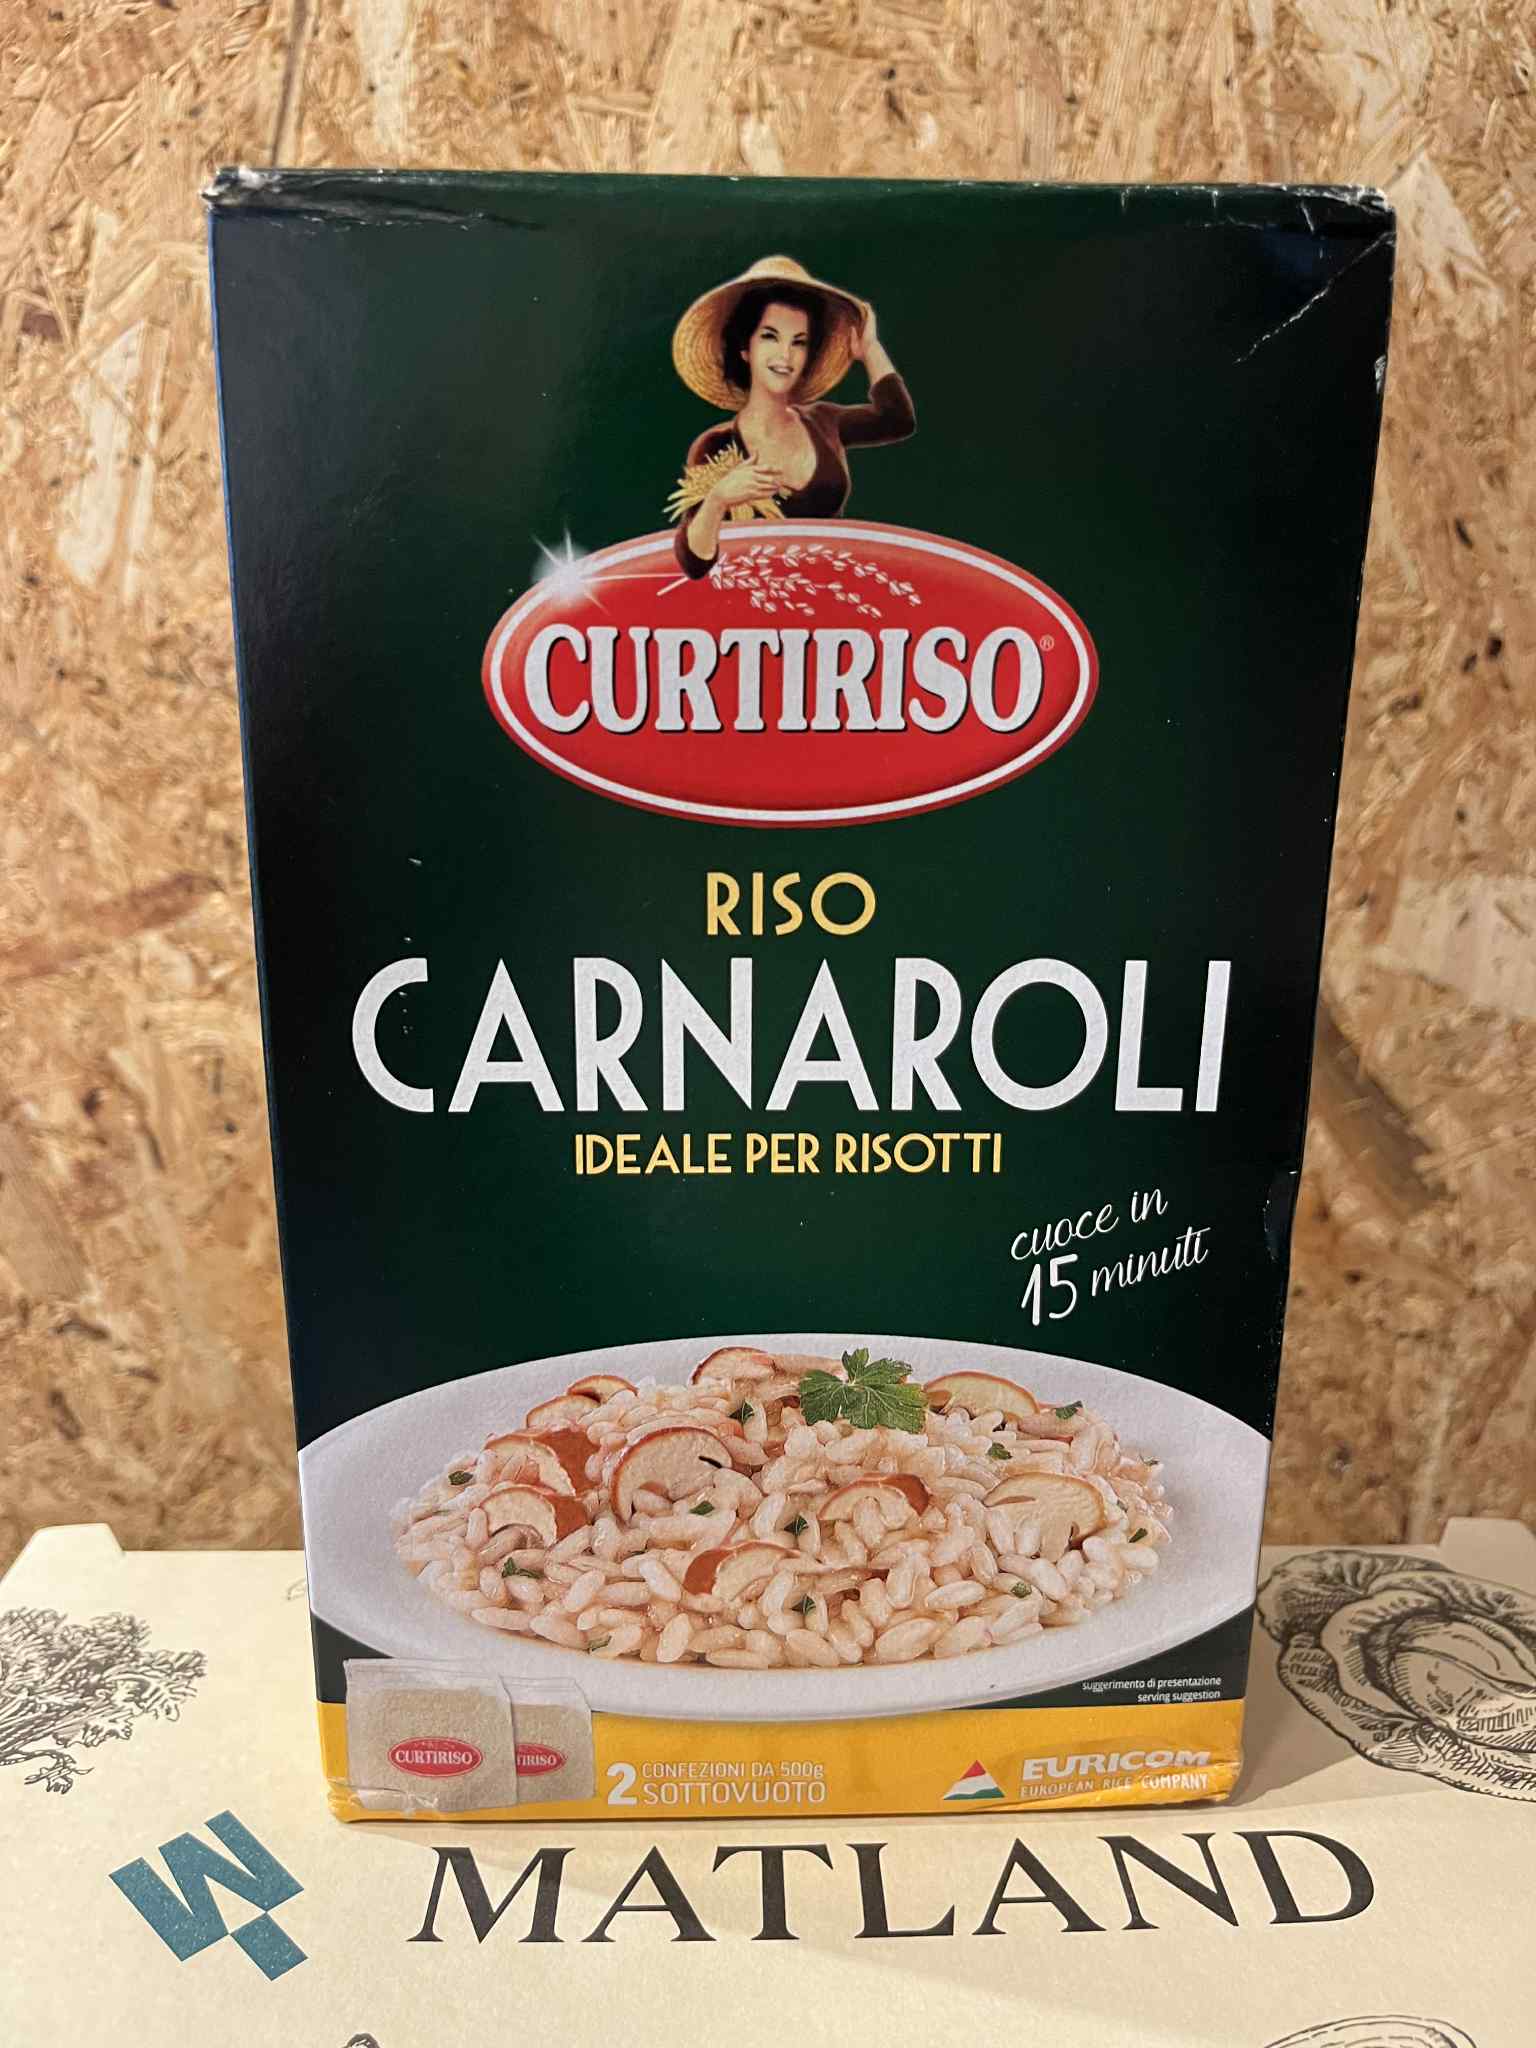 CURTIRISO®
RISO
CARNAROLI
IDEALE PER RISOTTI
cuoce in
15 minuti
suggerimento di presentazione
serving suggestion
CURTIRISO
TIRISO
2 CONFEZIONI DA 500g
SOTTOVUOTO
EURICOM
EUROPEAN RICE COMPANY
MATLAND